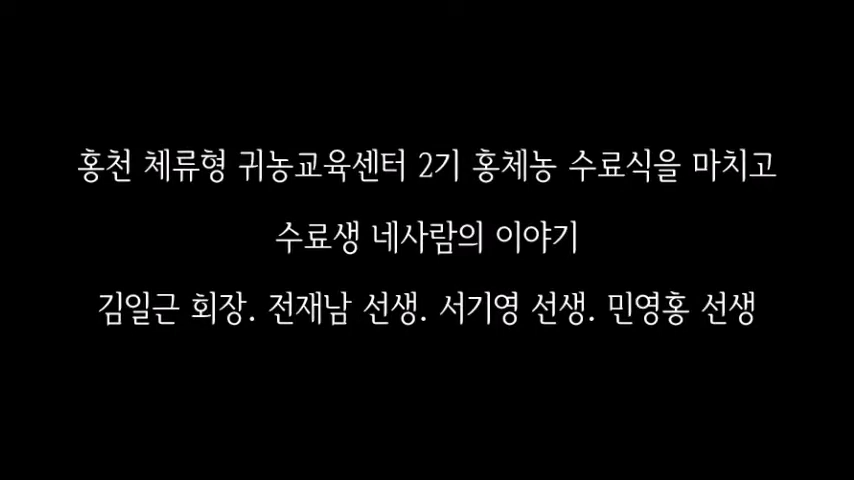 홍천 체류형 귀농교육센터 2기 홍체농 수료식을 마치고
수료생 네사람의 이야기
김일근 회장. 전재남 선생. 서기영 선생. 민영홍 선생